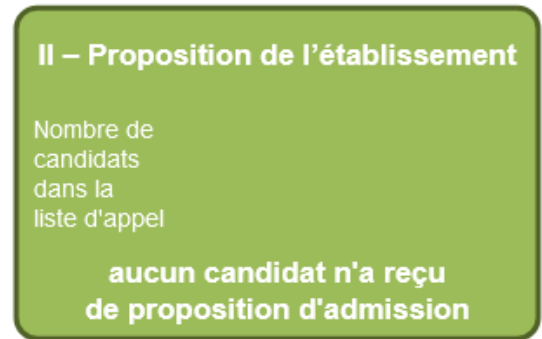 II – Proposition de l’établissement
Nombre de
candidats
dans la
liste d'appel
aucun candidat n'a reçu
de proposition d'admission